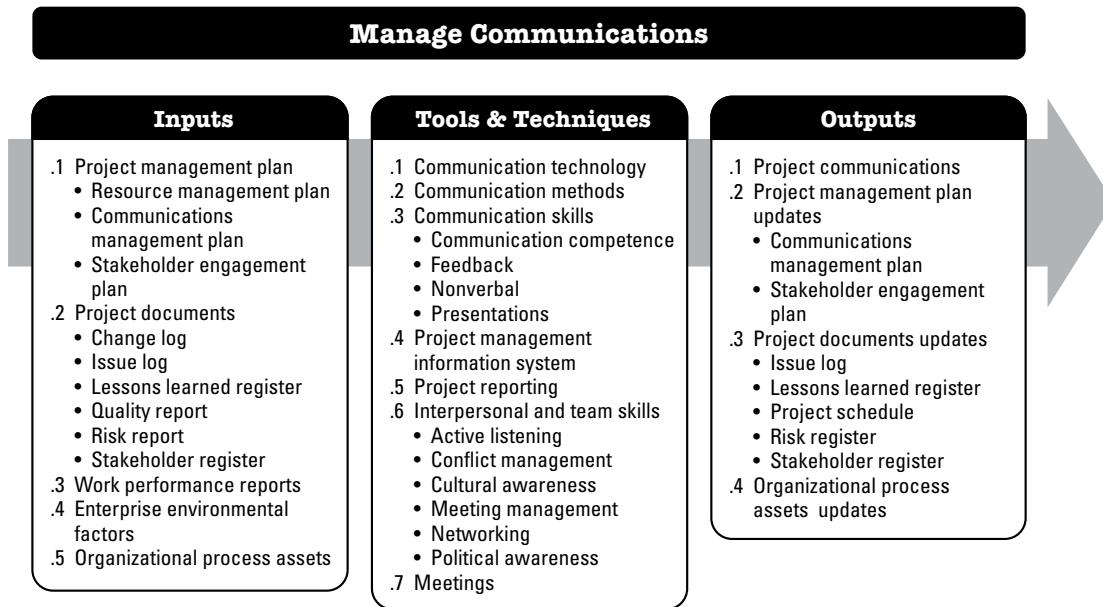 Manage Communications
Inputs
.1 Project management plan
• Resource management plan
• Communications
management plan
• Stakeholder engagement
plan
.2 Project documents
• Change log
• Issue log
• Lessons learned register
• Quality report
• Risk report
• Stakeholder register
.3 Work performance reports
.4 Enterprise environmental
factors
.5 Organizational process assets
Tools & Techniques
.1 Communication technology
.2 Communication methods
.3 Communication skills
• Communication competence
• Feedback
• Nonverbal
• Presentations
.4 Project management
information system
.5 Project reporting
.6 Interpersonal and team skills
• Active listening
• Conflict management
• Cultural awareness
• Meeting management
• Networking
• Political awareness
.7 Meetings
Outputs
.1 Project communications
.2 Project management plan
updates
• Communications
management plan
• Stakeholder engagement
plan
.3 Project documents updates
• Issue log
• Lessons learned register
• Project schedule
• Risk register
• Stakeholder register
.4 Organizational process
assets updates